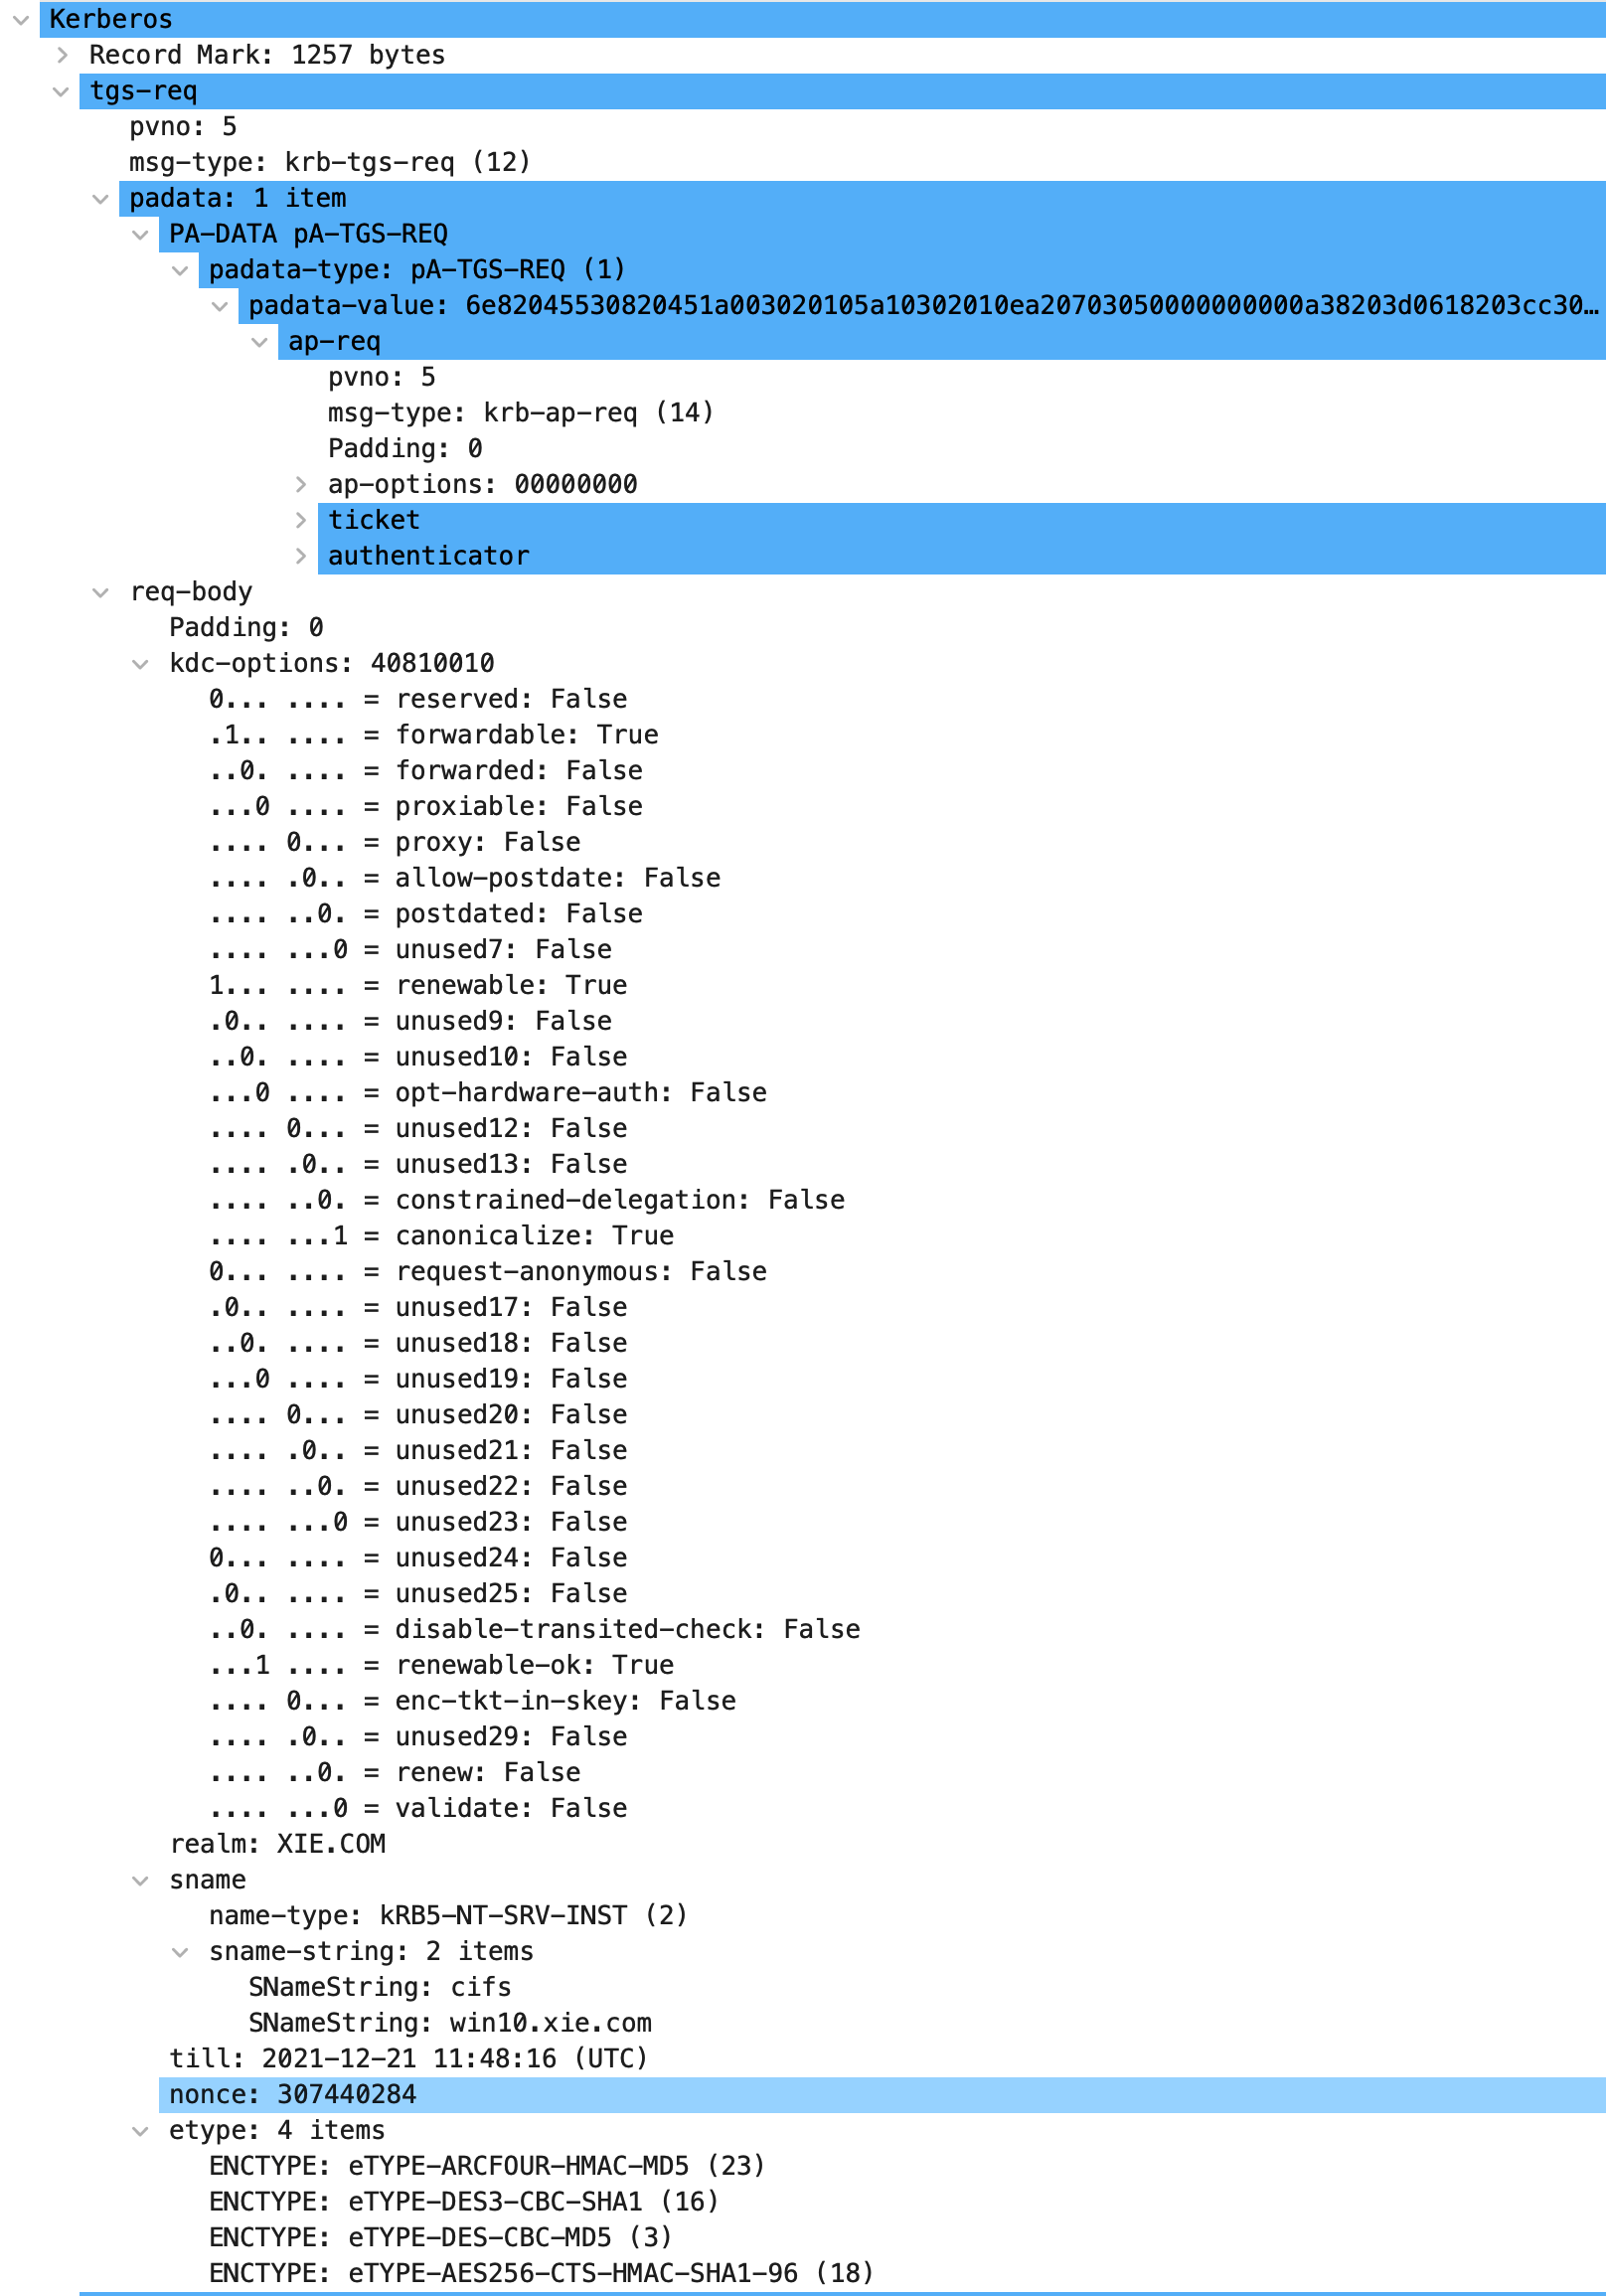 Kerberos
Record Mark: 1257 bytes
tgs-req
pvno: 5
msg-type: krb-tgs-req (12)
padata: 1 item
PA-DATA pA-TGS-REQ
padata-type: pA-TGS-REQ (1)
padata-value: 6e82045530820451a003020105a10302010ea20703050000000000a38203d0618203cc30…
ap-req
pvno: 5
msg-type: krb-ap-req (14)
Padding: 0
ap-options: 00000000
ticket
authenticator
req-body
Padding: 0
kdc-options: 40810010
0... .... = reserved: False
.1.. .... = forwardable: True
..0. .... = forwarded: False
...0 .... = proxiable: False
.... 0... = proxy: False
.... .0.. = allow-postdate: False
.... ..0. = postdated: False
.... ...0 = unused7: False
1... .... = renewable: True
.0.. .... = unused9: False
..0. .... = unused10: False
...0 .... = opt-hardware-auth: False
.... 0... = unused12: False
.... .0.. = unused13: False
.... ..0. = constrained-delegation: False
.... ...1 = canonicalize: True
0... .... = request-anonymous: False
.0.. .... = unused17: False
..0. .... = unused18: False
...0 .... = unused19: False
.... 0... = unused20: False
.... .0.. = unused21: False
.... ..0. = unused22: False
.... ...0 = unused23: False
0... .... = unused24: False
.0.. .... = unused25: False
..0. .... = disable-transited-check: False
...1 .... = renewable-ok: True
.... 0... = enc-tkt-in-skey: False
.... .0.. = unused29: False
.... ..0. = renew: False
.... ...0 = validate: False
realm: XIE.COM
sname
name-type: kRB5-NT-SRV-INST (2)
sname-string: 2 items
SNameString: cifs
SNameString: win10.xie.com
till: 2021-12-21 11:48:16 (UTC)
nonce: 307440284
etype: 4 items
ENCTYPE: eTYPE-ARCFOUR-HMAC-MD5 (23)
ENCTYPE: eTYPE-DES3-CBC-SHA1 (16)
ENCTYPE: eTYPE-DES-CBC-MD5 (3)
ENCTYPE: eTYPE-AES256-CTS-HMAC-SHA1-96 (18)